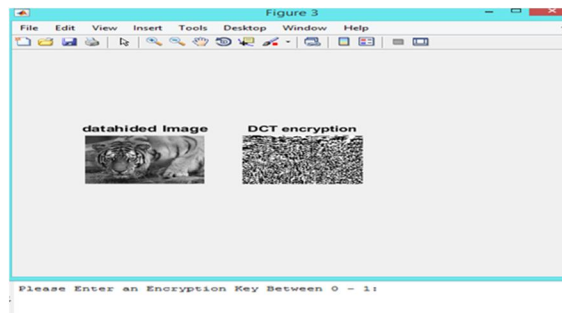 Figure 3
File Edit View Insert Tools Desktop Window Help
datahided Image DCT encryption
Please Enter an Encryption Key Between 0 - 1: